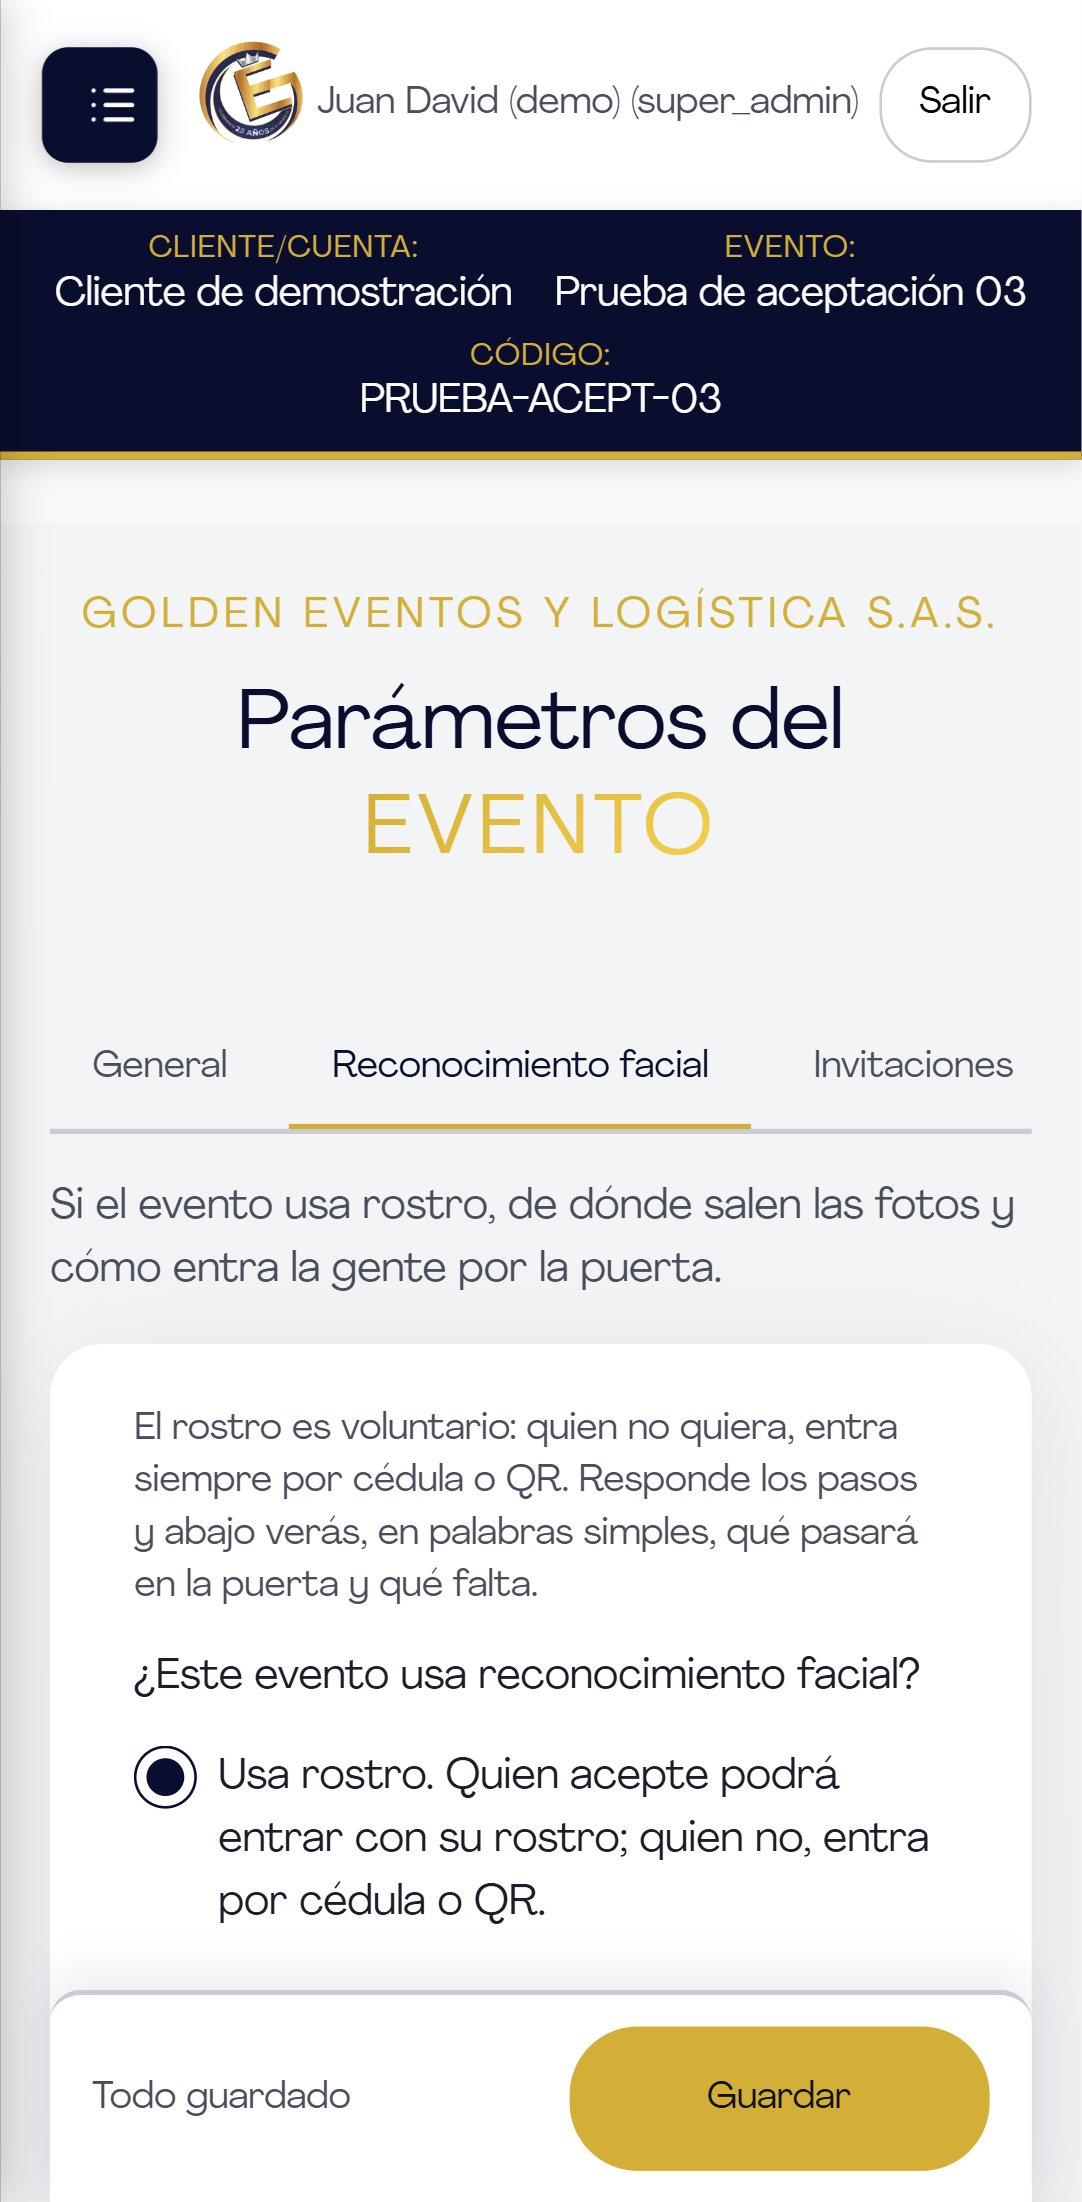 25 AÑOS
Juan David (demo) (super_admin)
Salir
CLIENTE/CUENTA:
Cliente de demostración
EVENTO:
Prueba de aceptación 03
CÓDIGO:
PRUEBA-ACEPT-03
GOLDEN EVENTOS Y LOGÍSTICA S.A.S.
Parámetros del
EVENTO
General
Reconocimiento facial
Invitaciones
Si el evento usa rostro, de dónde salen las fotos y
cómo entra la gente por la puerta.
El rostro es voluntario: quien no quiera, entra
siempre por cédula o QR. Responde los pasos
y abajo verás, en palabras simples, qué pasará
en la puerta y qué falta.
¿Este evento usa reconocimiento facial?
Usa rostro. Quien acepte podrá
entrar con su rostro; quien no, entra
por cédula o QR.
Todo guardado
Guardar